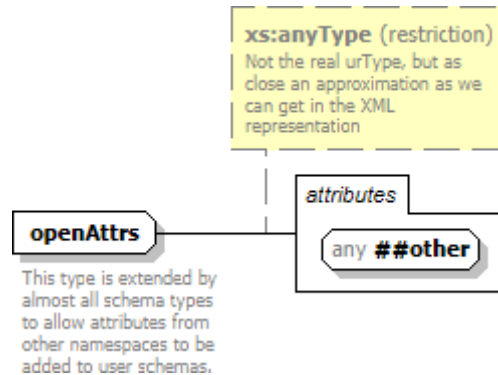 xs:anyType (restriction)
Not the real urType, but as
close an approximation as we
can get in the XML
representation
attributes
openAttrs
any ##other
This type is extended by
almost all schema types
to allow attributes from
other namespaces to be
added to user schemas.